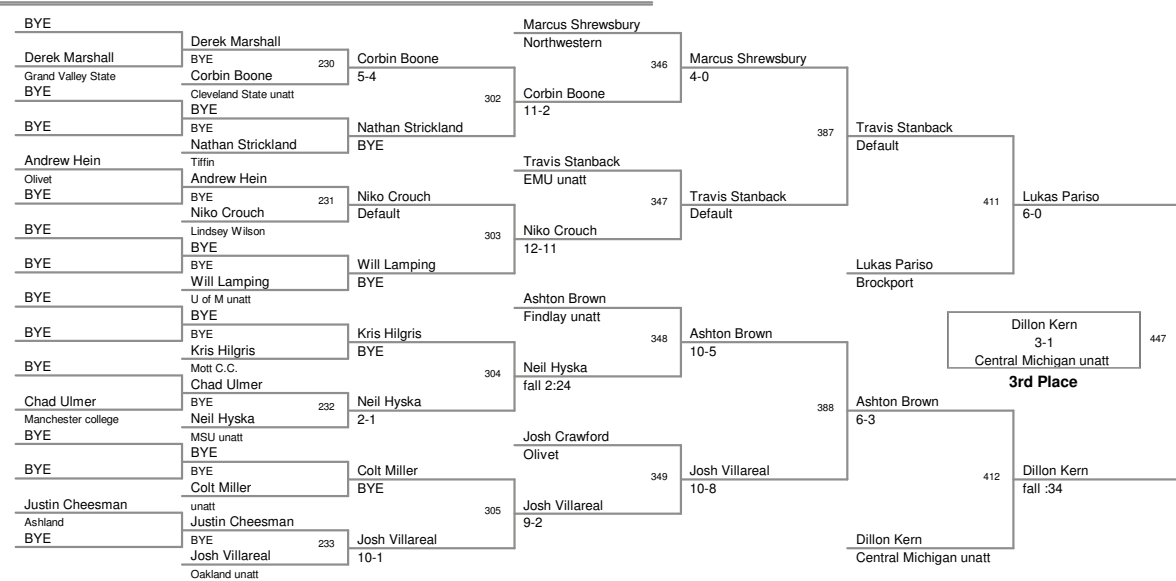 BYE
Derek Marshall
Grand Valley State
BYE
BYE
Andrew Hein
Olivet
BYE
BYE
BYE
BYE
BYE
BYE
Chad Ulmer
Manchester college
BYE
BYE
Justin Cheesman
Ashland
BYE
Derek Marshall
BYE
230
Corbin Boone
Cleveland State unatt
BYE
BYE
Nathan Strickland
Tiffin
Andrew Hein
BYE
231
Niko Crouch
Lindsey Wilson
BYE
BYE
Will Lamping
U of M unatt
BYE
BYE
Kris Hilgris
Mott C.C.
Chad Ulmer
BYE
232
Neil Hyska
MSU unatt
BYE
BYE
Colt Miller
unatt
Justin Cheesman
BYE
233
Josh Villareal
Oakland unatt
Corbin Boone
5-4
302
Nathan Strickland
BYE
Niko Crouch
Default
303
Will Lamping
BYE
Kris Hilgris
BYE
304
Neil Hyska
2-1
Colt Miller
BYE
305
Josh Villareal
10-1
Marcus Shrewsbury
Northwestern
346
Corbin Boone
11-2
Travis Stanback
EMU unatt
347
Niko Crouch
12-11
Ashton Brown
Findlay unatt
348
Neil Hyska
fall 2:24
Josh Crawford
Olivet
349
Josh Villareal
9-2
Marcus Shrewsbury
4-0
387
Travis Stanback
Default
Ashton Brown
10-5
388
Josh Villareal
10-8
Travis Stanback
Default
411
Lukas Pariso
Brockport
Ashton Brown
6-3
412
Dillon Kern
Central Michigan unatt
Lukas Pariso
6-0
Dillon Kern
3-1
Central Michigan unatt
447
3rd Place
Dillon Kern
fall :34